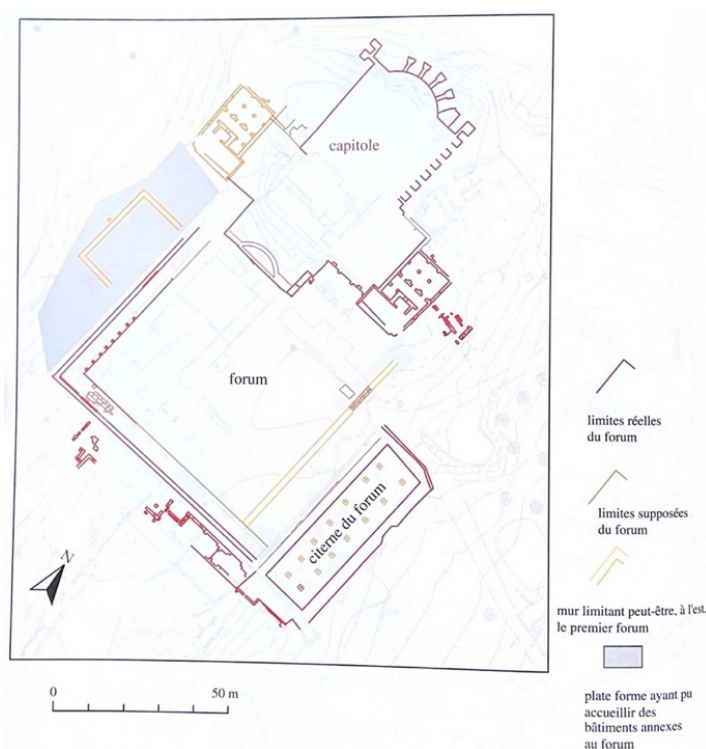 capitole
forum
citerne du forum
N
0 50 m
limites réelles
du forum
limites supposées
du forum
mur limitant peut-être, à l'est,
le premier forum
plate forme ayant pu
accueillir des
bâtiments annexes
au forum